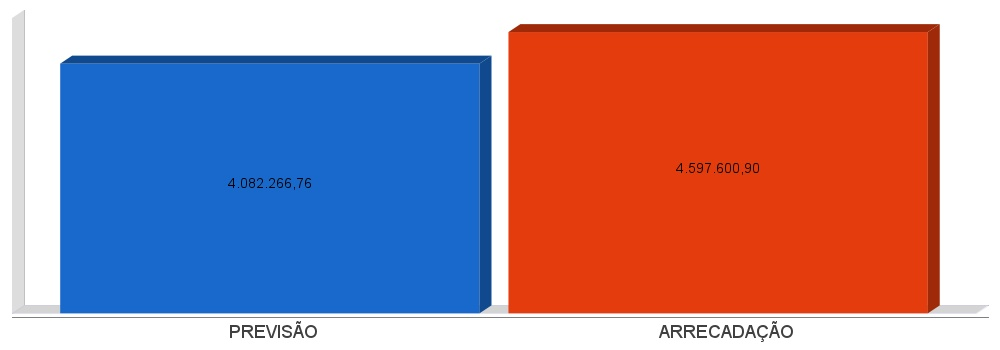 4.082.266,76
4.597.600,90
PREVISÃO
ARRECADAÇÃO